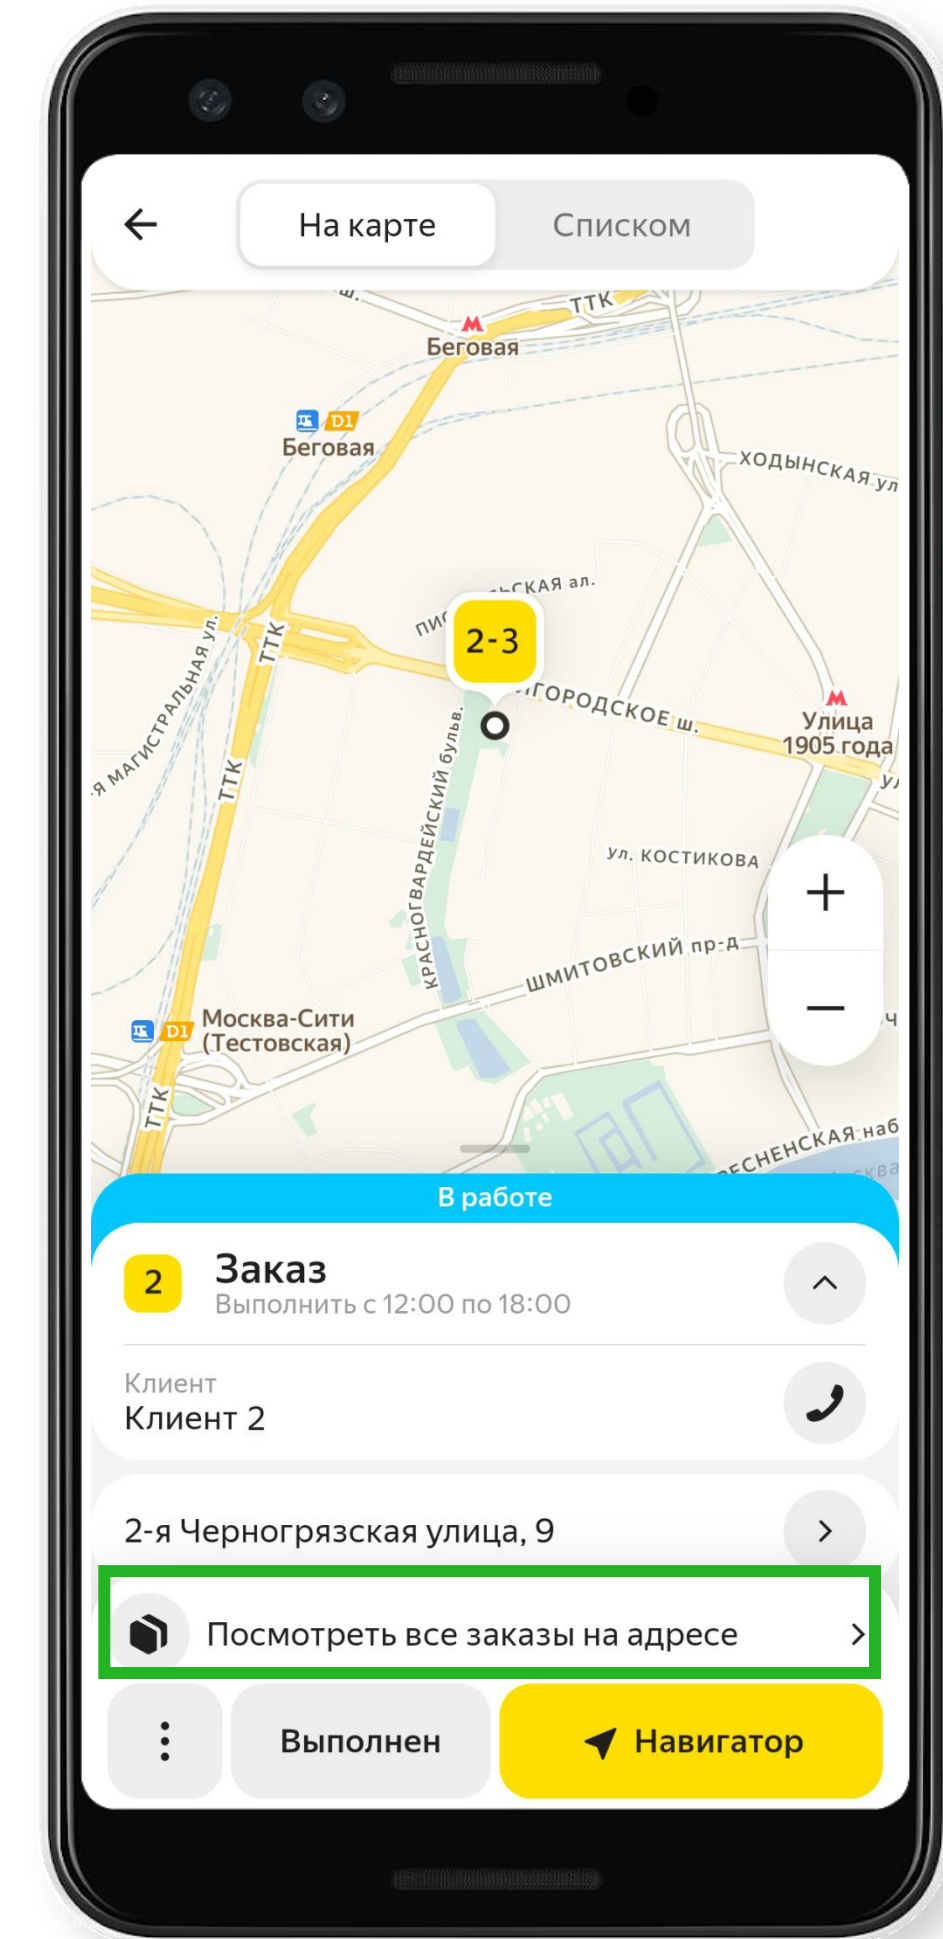 На карте
Списком
ш.
ТТК
Беговая
D1
Беговая
ХОДЫНСКАЯ ул
ал.
2-3
ТТК
ш.
Улица
1905 года
ТТК
КРАСНОГВАРДЕЙСКИЙ бульв.
ул. КОСТИКОВА
+
ШМИТОВСКИЙ пр-д
−
D1
Москва-Сити
(Тестовская)
ТТК
наб
В работе
2
Заказ
Выполнить с 12:00 по 18:00
Клиент
Клиент 2
2-я Черногрязская улица, 9
Посмотреть все заказы на адресе
Выполнен
Навигатор